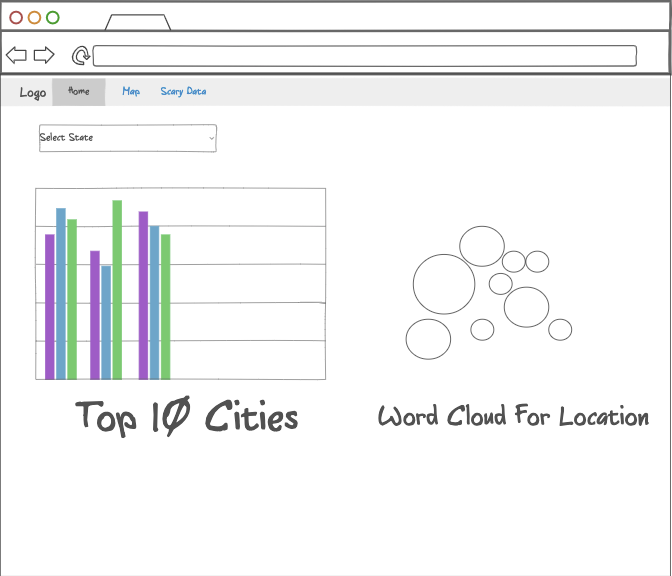 Logo Home Map Scary Data
Select State
Top 10 Cities
Word Cloud For Location